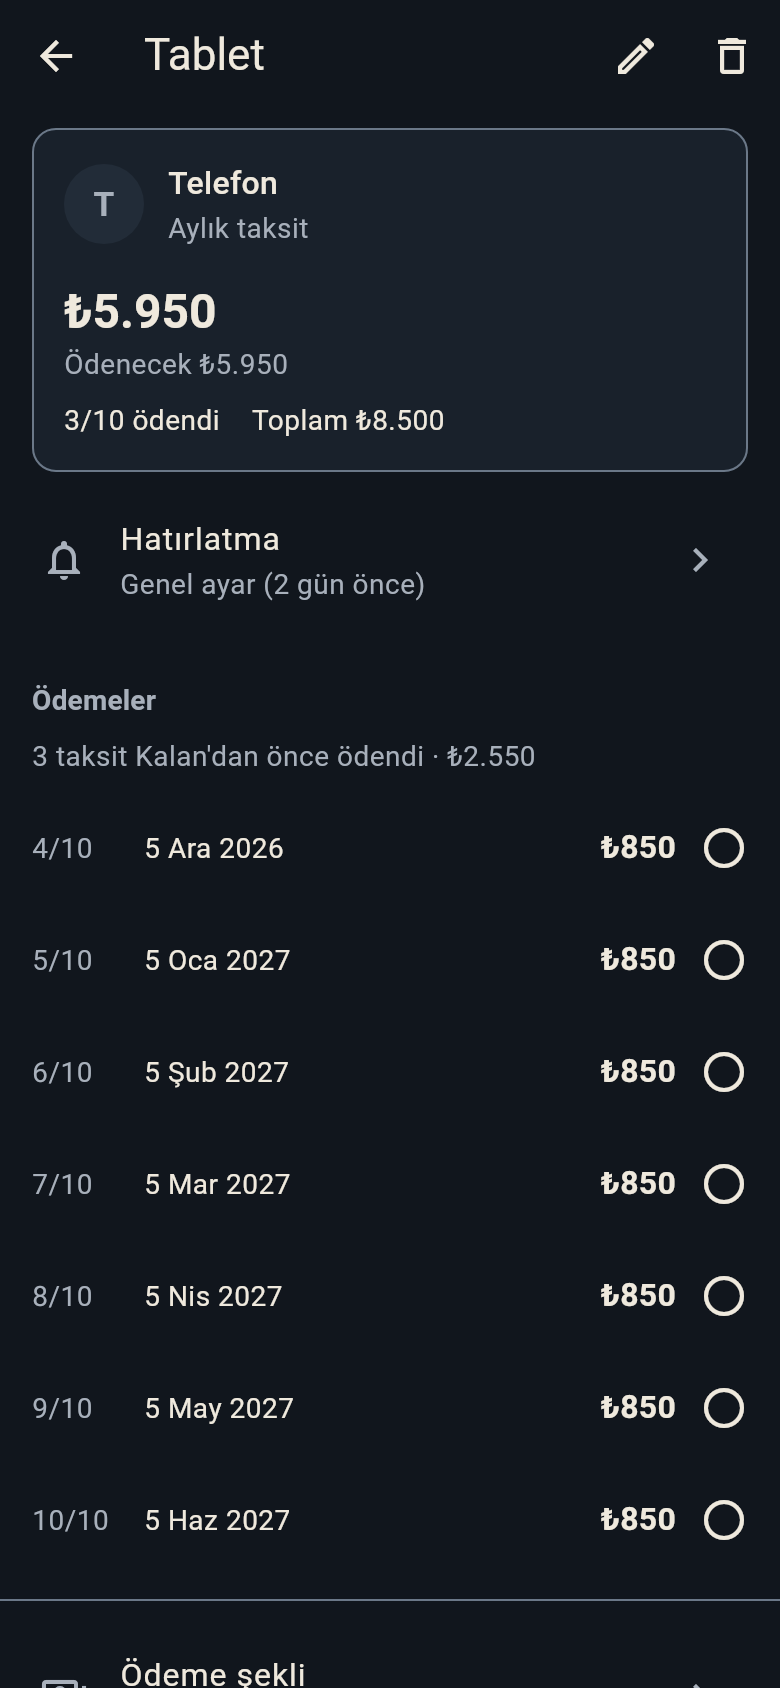 Tablet
T
Telefon
Aylık taksit
₺5.950
Ödenecek ₺5.950
3/10 ödendi Toplam ₺8.500
Hatırlatma
Genel ayar (2 gün önce)
Ödemeler
3 taksit Kalan'dan önce ödendi · ₺2.550
4/10 5 Ara 2026 ₺850
5/10 5 Oca 2027 ₺850
6/10 5 Şub 2027 ₺850
7/10 5 Mar 2027 ₺850
8/10 5 Nis 2027 ₺850
9/10 5 May 2027 ₺850
10/10 5 Haz 2027 ₺850
Ödeme şekli